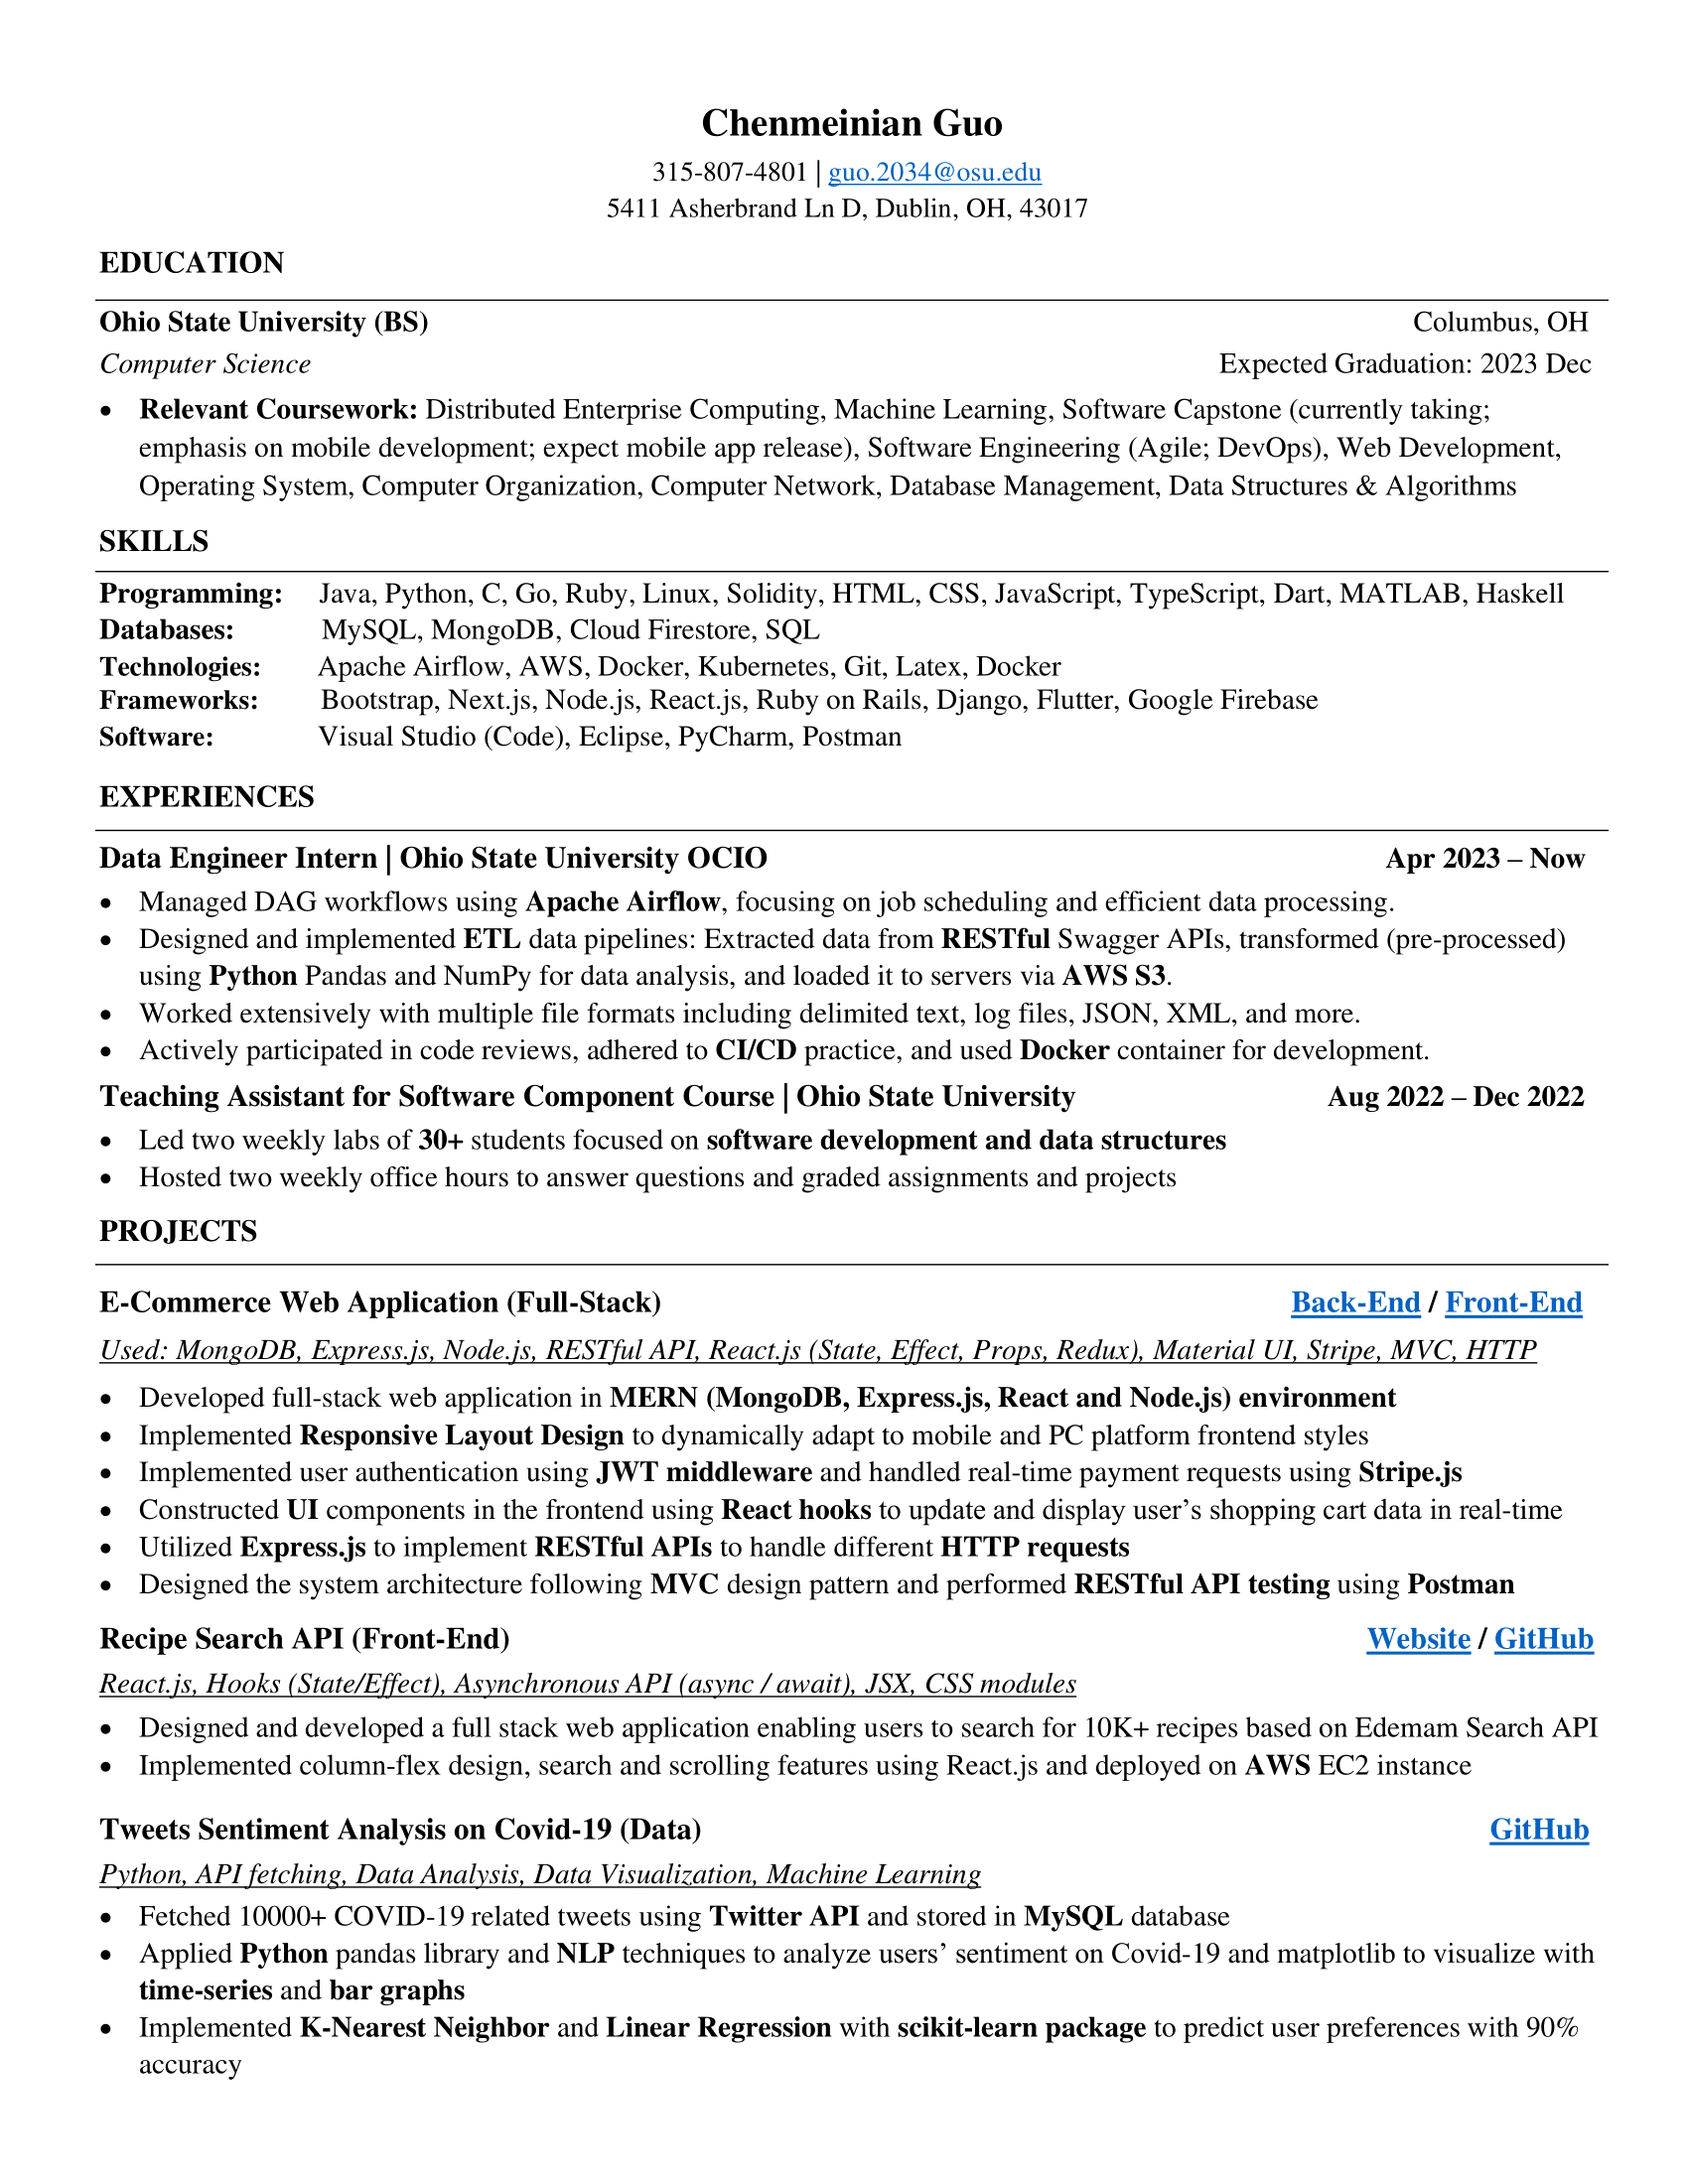 Chenmeinian Guo
315-807-4801 | guo.2034@osu.edu
5411 Asherbrand Ln D, Dublin, OH, 43017
EDUCATION
Ohio State University (BS) Columbus, OH
Computer Science Expected Graduation: 2023 Dec
• Relevant Coursework: Distributed Enterprise Computing, Machine Learning, Software Capstone (currently taking;
emphasis on mobile development; expect mobile app release), Software Engineering (Agile; DevOps), Web Development,
Operating System, Computer Organization, Computer Network, Database Management, Data Structures & Algorithms
SKILLS
Programming: Java, Python, C, Go, Ruby, Linux, Solidity, HTML, CSS, JavaScript, TypeScript, Dart, MATLAB, Haskell
Databases: MySQL, MongoDB, Cloud Firestore, SQL
Technologies: Apache Airflow, AWS, Docker, Kubernetes, Git, Latex, Docker
Frameworks: Bootstrap, Next.js, Node.js, React.js, Ruby on Rails, Django, Flutter, Google Firebase
Software: Visual Studio (Code), Eclipse, PyCharm, Postman
EXPERIENCES
Data Engineer Intern | Ohio State University OCIO Apr 2023 – Now
• Managed DAG workflows using Apache Airflow, focusing on job scheduling and efficient data processing.
• Designed and implemented ETL data pipelines: Extracted data from RESTful Swagger APIs, transformed (pre-processed)
using Python Pandas and NumPy for data analysis, and loaded it to servers via AWS S3.
• Worked extensively with multiple file formats including delimited text, log files, JSON, XML, and more.
• Actively participated in code reviews, adhered to CI/CD practice, and used Docker container for development.
Teaching Assistant for Software Component Course | Ohio State University Aug 2022 – Dec 2022
• Led two weekly labs of 30+ students focused on software development and data structures
• Hosted two weekly office hours to answer questions and graded assignments and projects
PROJECTS
E-Commerce Web Application (Full-Stack) Back-End / Front-End
Used: MongoDB, Express.js, Node.js, RESTful API, React.js (State, Effect, Props, Redux), Material UI, Stripe, MVC, HTTP
• Developed full-stack web application in MERN (MongoDB, Express.js, React and Node.js) environment
• Implemented Responsive Layout Design to dynamically adapt to mobile and PC platform frontend styles
• Implemented user authentication using JWT middleware and handled real-time payment requests using Stripe.js
• Constructed UI components in the frontend using React hooks to update and display user’s shopping cart data in real-time
• Utilized Express.js to implement RESTful APIs to handle different HTTP requests
• Designed the system architecture following MVC design pattern and performed RESTful API testing using Postman
Recipe Search API (Front-End) Website / GitHub
React.js, Hooks (State/Effect), Asynchronous API (async / await), JSX, CSS modules
• Designed and developed a full stack web application enabling users to search for 10K+ recipes based on Edemam Search API
• Implemented column-flex design, search and scrolling features using React.js and deployed on AWS EC2 instance
Tweets Sentiment Analysis on Covid-19 (Data) GitHub
Python, API fetching, Data Analysis, Data Visualization, Machine Learning
• Fetched 10000+ COVID-19 related tweets using Twitter API and stored in MySQL database
• Applied Python pandas library and NLP techniques to analyze users’ sentiment on Covid-19 and matplotlib to visualize with
time-series and bar graphs
• Implemented K-Nearest Neighbor and Linear Regression with scikit-learn package to predict user preferences with 90%
accuracy